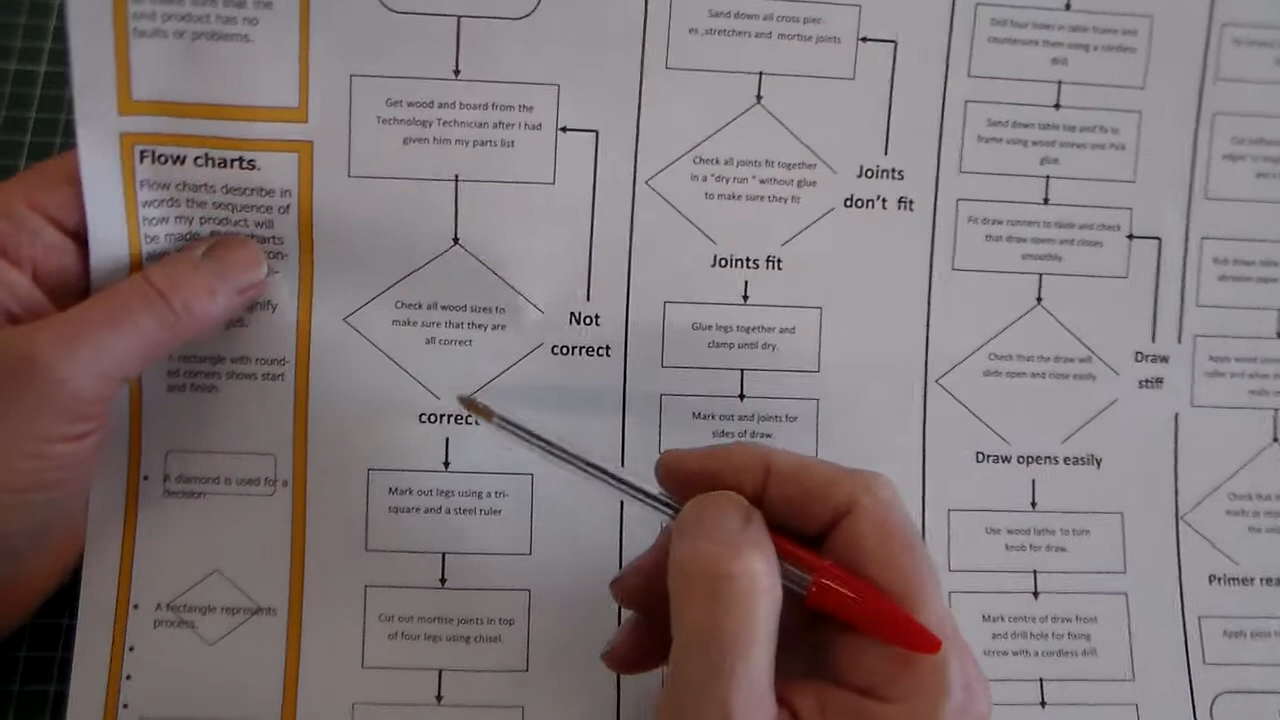 to make sure that the
end product has no
faults or problems.
Flow charts.
Flow charts describe in
words the sequence of
how my product will
be made.
A rectangle with round-
ed corners shows start
and finish
A diamond is used for a
decision.
A rectangle represents
process.
Get wood and board from the
Technology Technician after I had
given him my parts list
Check all wood sizes to
make sure that they are
all correct
Not
correct
correct
Mark out legs using a tri-
square and a steel ruler
Cut out mortise joints in top
of four legs using chisel
Sand down all cross piec-
es ,stretchers and mortise joints
Check all joints fit together
in a "dry run " without glue
to make sure they fit
Joints
don't fit
Joints fit
Glue legs together and
clamp until dry.
Mark out and joints for
sides of draw.
Drill four holes in table frame and
countersink them using a cordless
drill
Sand down table top and fix to
frame using wood screws and PVA
glue.
Fit draw runners to table and check
that draw opens and closes
smoothly.
Check that the draw will
slide open and close easily
Draw
stiff
Draw opens easily
Use wood lathe to turn
knob for draw.
Mark centre of draw front
and drill hole for fixing
screw with a cordless drill
Check that
marks or
the
Primer
Apply gloss